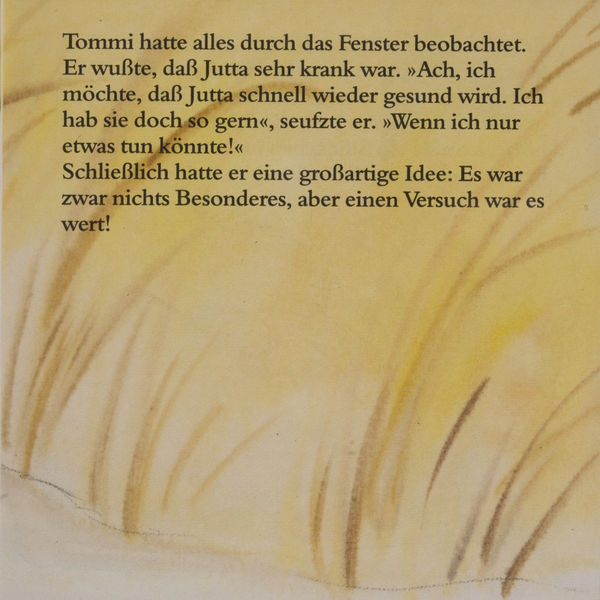 Tommi hatte alles durch das Fenster beobachtet.
Er wußte, daß Jutta sehr krank war. »Ach, ich
möchte, daß Jutta schnell wieder gesund wird. Ich
hab sie doch so gern«, seufzte er. »Wenn ich nur
etwas tun könnte!«
Schließlich hatte er eine großartige Idee: Es war
zwar nichts Besonderes, aber einen Versuch war es
wert!